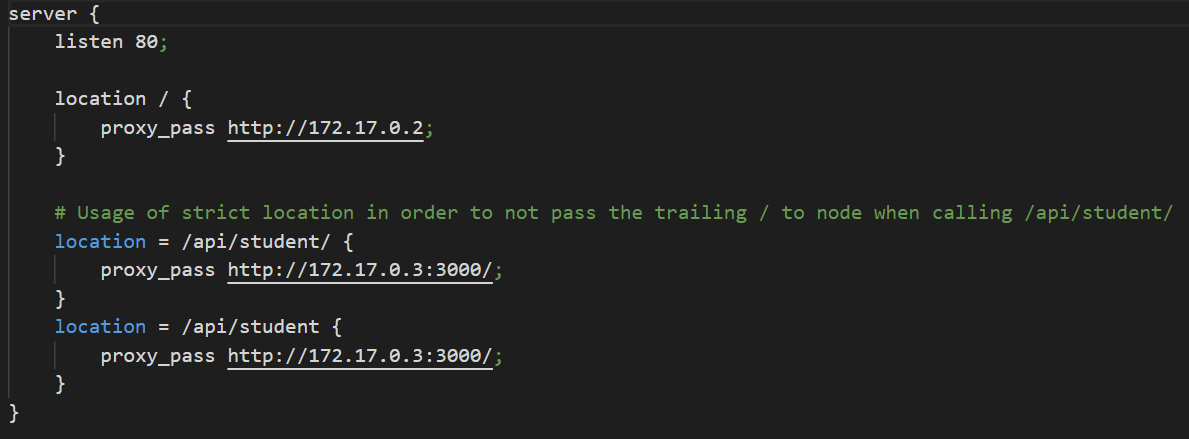 server {
listen 80;
location / {
proxy_pass http://172.17.0.2;
}
# Usage of strict location in order to not pass the trailing / to node when calling /api/student/
location = /api/student/ {
proxy_pass http://172.17.0.3:3000/;
}
location = /api/student {
proxy_pass http://172.17.0.3:3000/;
}
}